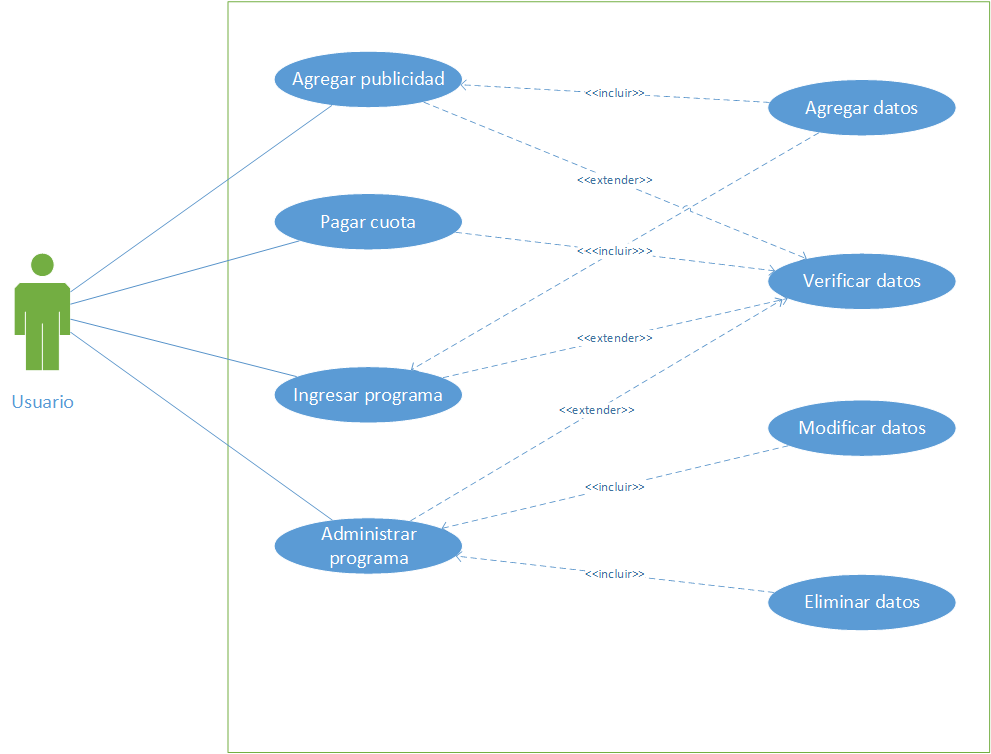 Agregar publicidad
<<incluir>>
Agregar datos
<<extender>>
Pagar cuota
<<incluir>>>
Verificar datos
<<extender>>
Ingresar programa
Usuario
<<extender>>
Modificar datos
<<incluir>>
Administrar
programa
<<incluir>>
Eliminar datos